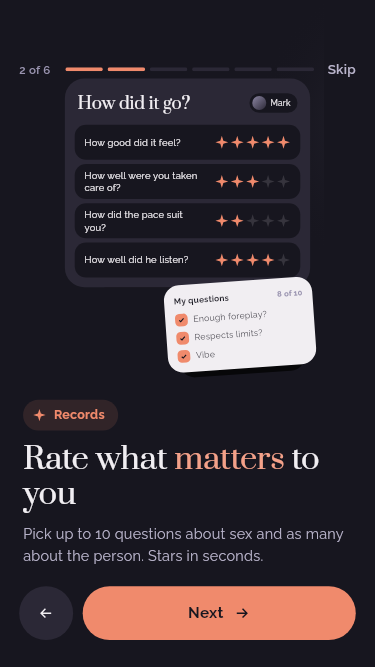 2 of 6
Skip
How did it go?
Mark
How good did it feel?
How well were you taken
care of?
How did the pace suit
you?
How well did he listen?
My questions
8 of 10
Enough foreplay?
Respects limits?
Vibe
Records
Rate what matters to
you
Pick up to 10 questions about sex and as many
about the person. Stars in seconds.
Next